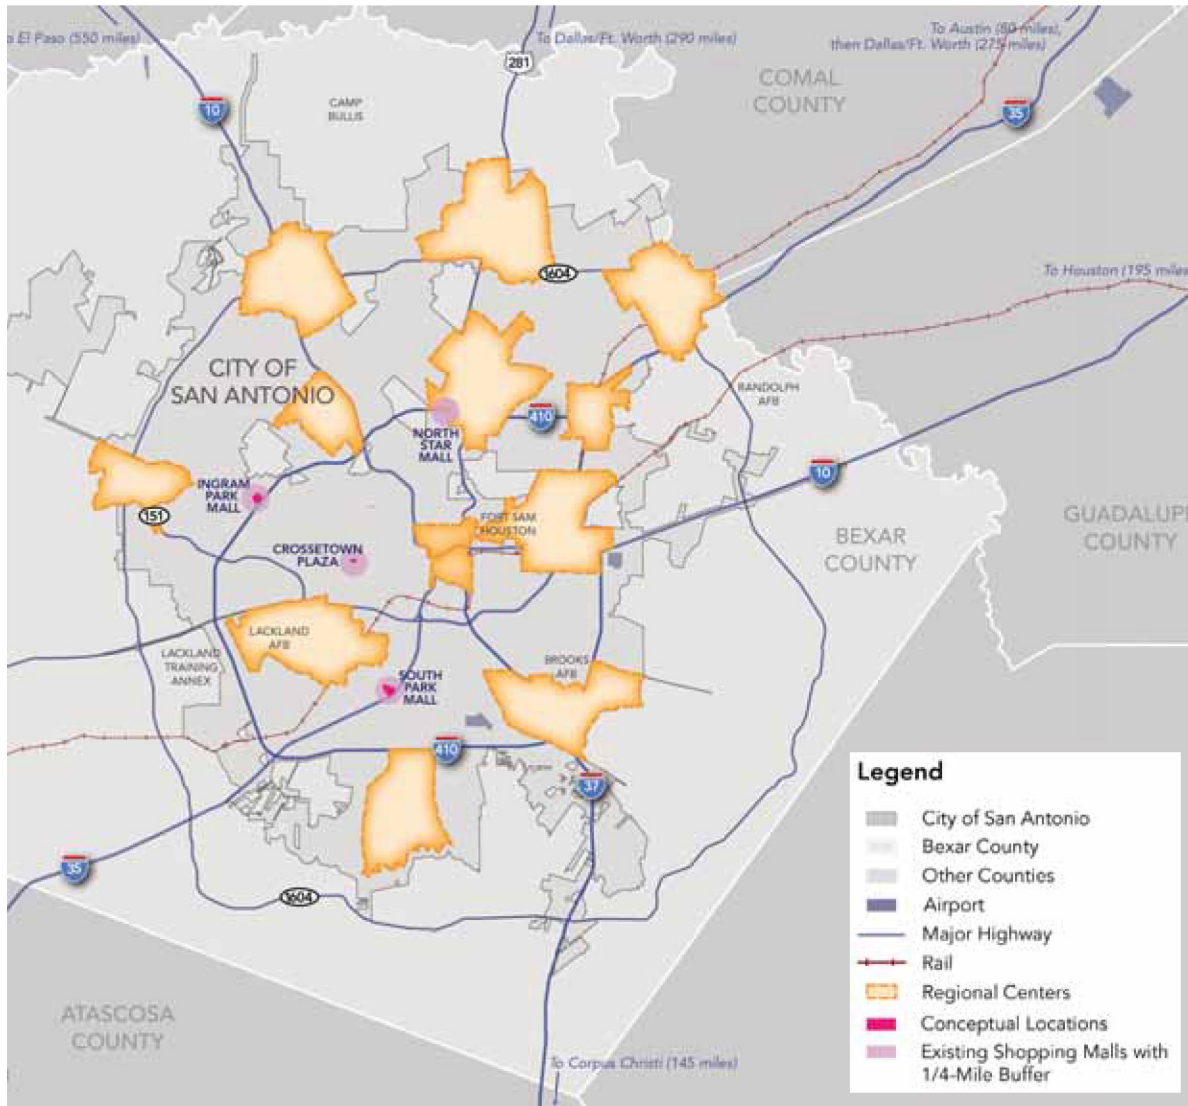 o El Paso (550 miles)
To Dallas/Ft. Worth (290 miles)
To Austin (80 miles),
then Dallas/Ft. Worth (275 miles)
281
COMAL
COUNTY
CAMP
BULLIS
10
35
1604
To Houston (195 miles
CITY OF
SAN ANTONIO
RANDOLPH
AFB
410
NORTH
STAR
MALL
10
INGRAM
PARK
MALL
151
FORT SAM
HOUSTON
GUADALUP
COUNTY
BEXAR
COUNTY
CROSSETOWN
PLAZA
LACKLAND
AFB
LACKLAND
TRAINING
ANNEX
BROOKS
AFB
SOUTH
PARK
MALL
410
37
35
1604
ATASCOSA
COUNTY
To Corpus Christi (145 miles)
Legend
City of San Antonio
Bexar County
Other Counties
Airport
Major Highway
Rail
Regional Centers
Conceptual Locations
Existing Shopping Malls with
1/4-Mile Buffer